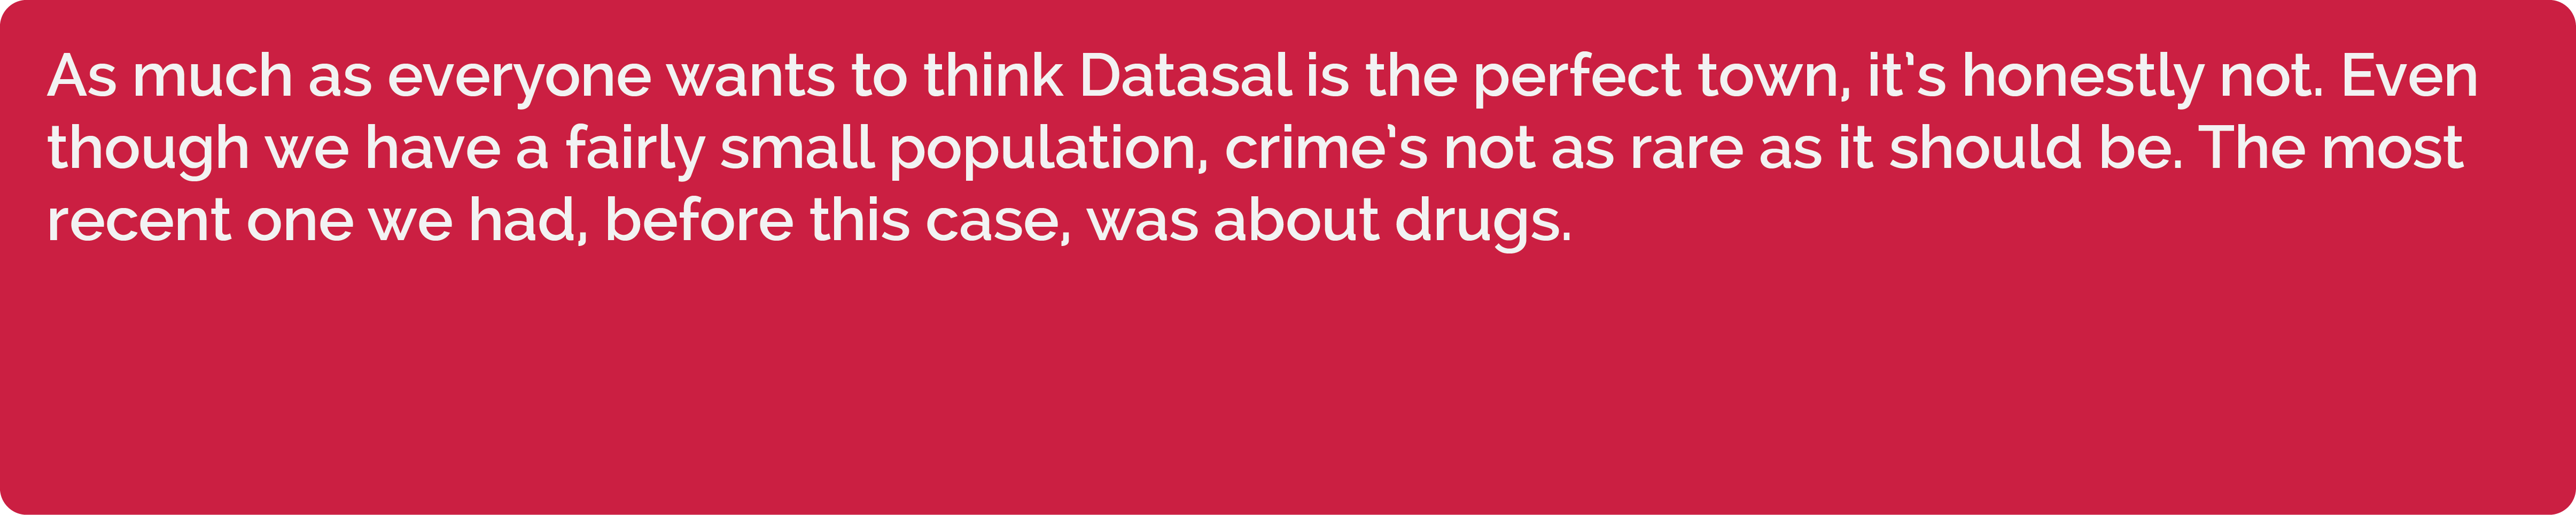 As much as everyone wants to think Datasal is the perfect town, it’s honestly not. Even
though we have a fairly small population, crime’s not as rare as it should be. The most
recent one we had, before this case, was about drugs.